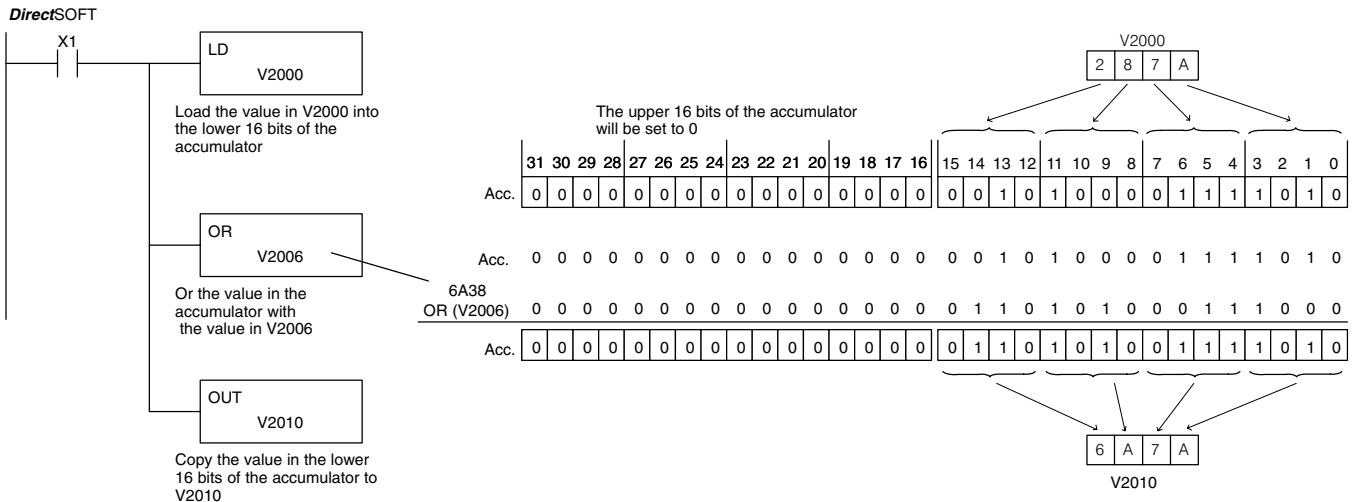 DirectSOFT
X1
LD
V2000
Load the value in V2000 into
the lower 16 bits of the
accumulator
OR
V2006
Or the value in the
accumulator with
the value in V2006
OUT
V2010
Copy the value in the lower
16 bits of the accumulator to
V2010
V2000
2 8 7 A
The upper 16 bits of the accumulator
will be set to 0
31 30 29 28 27 26 25 24 23 22 21 20 19 18 17 16 15 14 13 12 11 10 9 8 7 6 5 4 3 2 1 0
Acc. 0 0 0 0 0 0 0 0 0 0 0 0 0 0 0 0 0 0 1 0 1 0 0 0 0 1 1 1 1 0 1 0
Acc. 0 0 0 0 0 0 0 0 0 0 0 0 0 0 0 0 0 0 1 0 1 0 0 0 0 1 1 1 1 0 1 0
6A38
OR (V2006) 0 0 0 0 0 0 0 0 0 0 0 0 0 0 0 0 0 1 1 0 1 0 1 0 0 0 1 1 1 0 0 0
Acc. 0 0 0 0 0 0 0 0 0 0 0 0 0 0 0 0 0 1 1 0 1 0 1 0 0 1 1 1 1 0 1 0
6 A 7 A
V2010